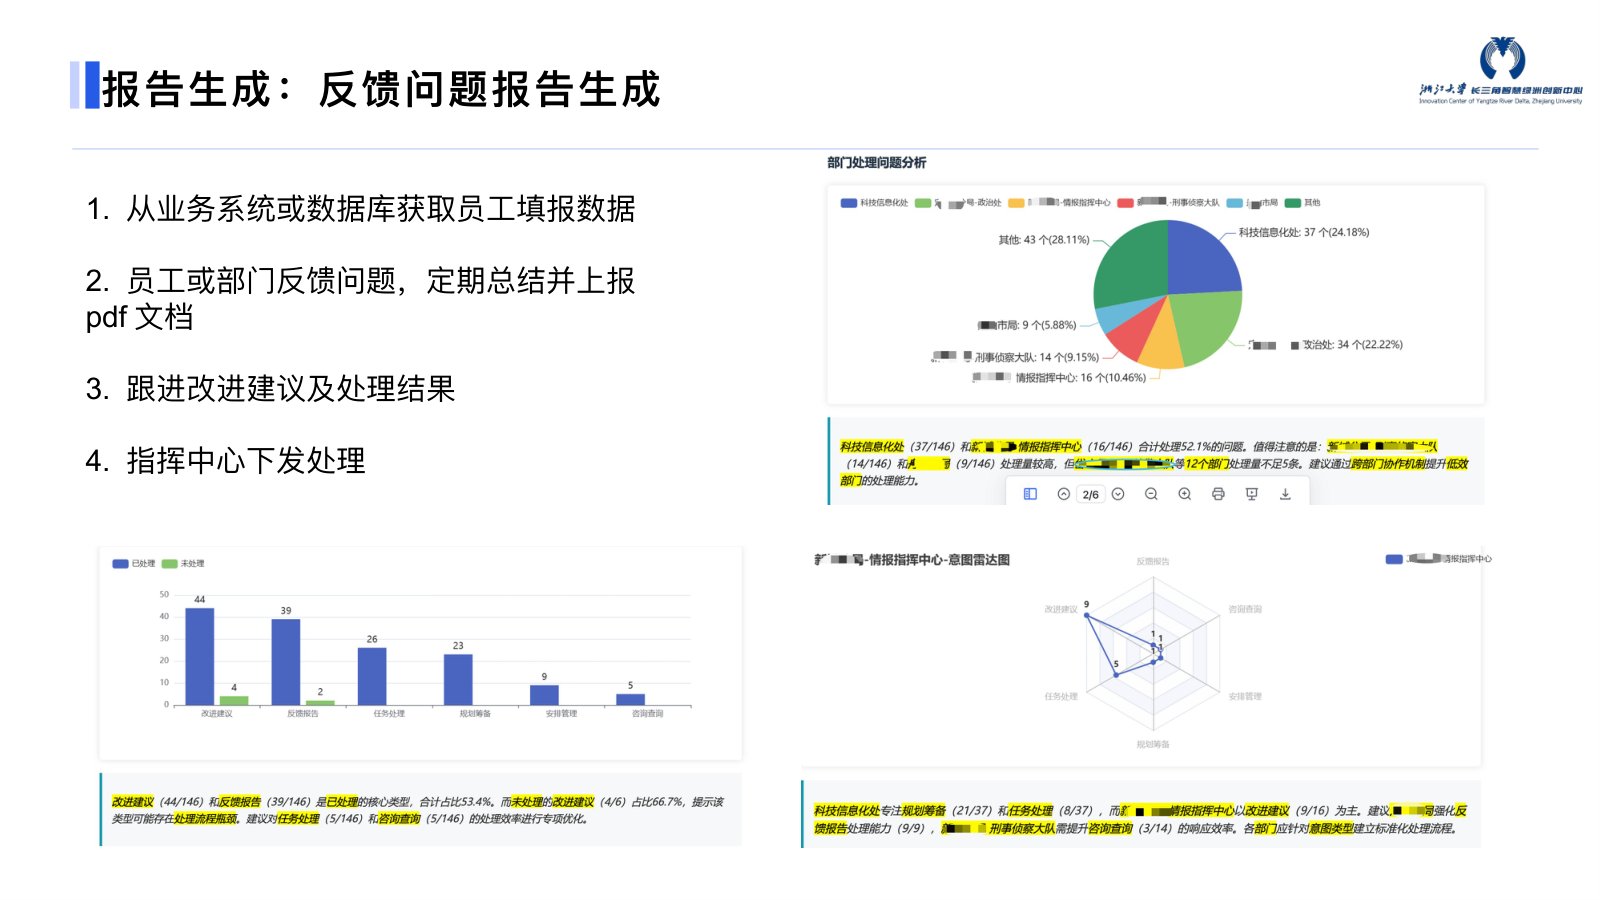 报告生成：反馈问题报告生成
浙江大学 长三角智慧绿洲创新中心
Innovation Center of Yangtze River Delta, Zhejiang University
1. 从业务系统或数据库获取员工填报数据
2. 员工或部门反馈问题，定期总结并上报
pdf 文档
3. 跟进改进建议及处理结果
4. 指挥中心下发处理
部门处理问题分析
科技信息化处 号-政治处 -情报指挥中心 -刑事侦察大队 市局 其他
其他: 43 个(28.11%)
科技信息化处: 37 个(24.18%)
市局: 9 个(5.88%)
政治处: 34 个(22.22%)
刑事侦察大队: 14 个(9.15%)
情报指挥中心: 16 个(10.46%)
科技信息化处（37/146）和 情报指挥中心（16/146）合计处理52.1%的问题。值得注意的是：
（14/146）和 （9/146）处理量较高，但 等12个部门处理量不足5条。建议通过跨部门协作机制提升低效
部门的处理能力。
2/6
已处理 未处理
50
40
30
20
10
0
44
4
39
2
26
23
9
5
改进建议 反馈报告 任务处理 规划筹备 安排管理 咨询查询
改进建议（44/146）和反馈报告（39/146）是已处理的核心类型，合计占比53.4%。而未处理的改进建议（4/6）占比66.7%，提示该
类型可能存在处理流程瓶颈。建议对任务处理（5/146）和咨询查询（5/146）的处理效率进行专项优化。
-情报指挥中心-意图雷达图
情报指挥中心
反馈报告
改进建议
咨询查询
任务处理
安排管理
规划筹备
9
5
1
1
1
科技信息化处专注规划筹备（21/37）和任务处理（8/37），而 情报指挥中心以改进建议（9/16）为主。建议 强化反
馈报告处理能力（9/9）， 刑事侦察大队需提升咨询查询（3/14）的响应效率。各部门应针对意图类型建立标准化处理流程。